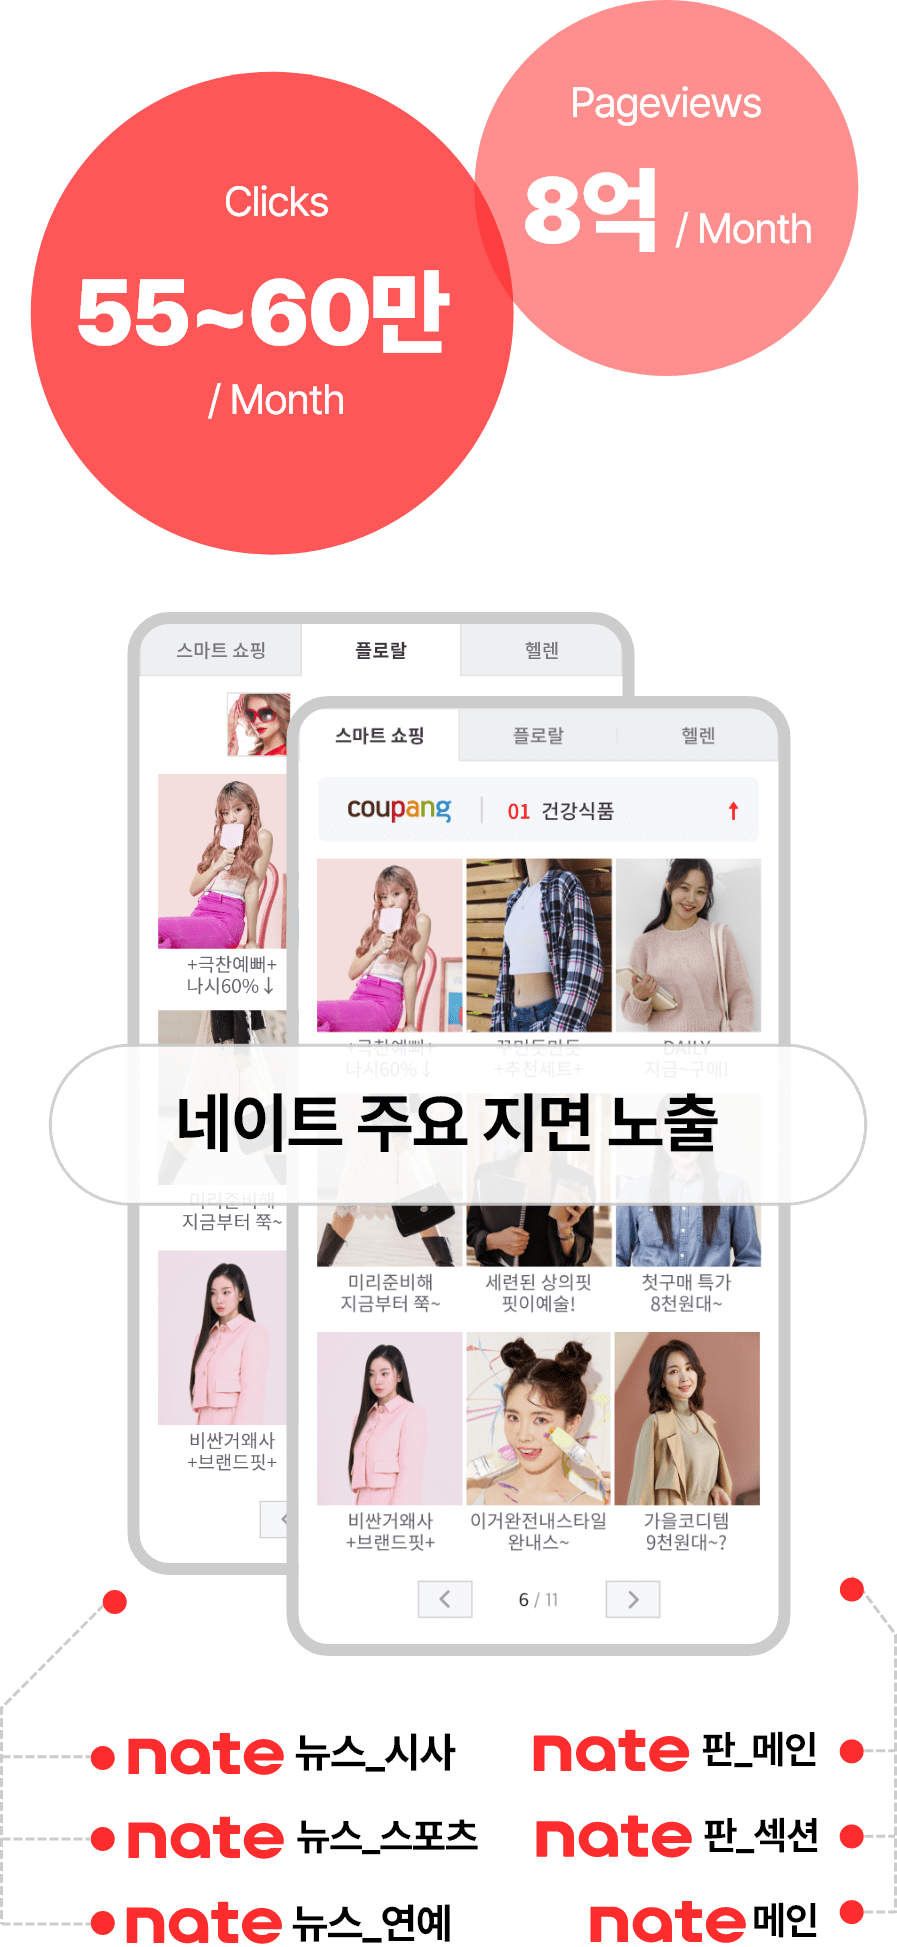 Pageviews
8억 / Month
Clicks
55~60만
/ Month
스마트 쇼핑 플로랄 헬렌
스마트 쇼핑 플로랄 헬렌
coupang 01 건강식품
+극찬예뻐+
나시60%↓
+극찬예뻐+ 꾸민듯만듯 DAILY
나시60%↓ +추천세트+ 지금~구매!
네이트 주요 지면 노출
미리준비해
지금부터 쭉~
미리준비해 세련된 상의핏 첫구매 특가
지금부터 쭉~ 핏이예술! 8천원대~
비싼거왜사
+브랜드핏+
비싼거왜사 이거완전내스타일 가을코디템
+브랜드핏+ 완내스~ 9천원대~?
6 / 11
nate 뉴스_시사 nate 판_메인
nate 뉴스_스포츠 nate 판_섹션
nate 뉴스_연예 nate 메인